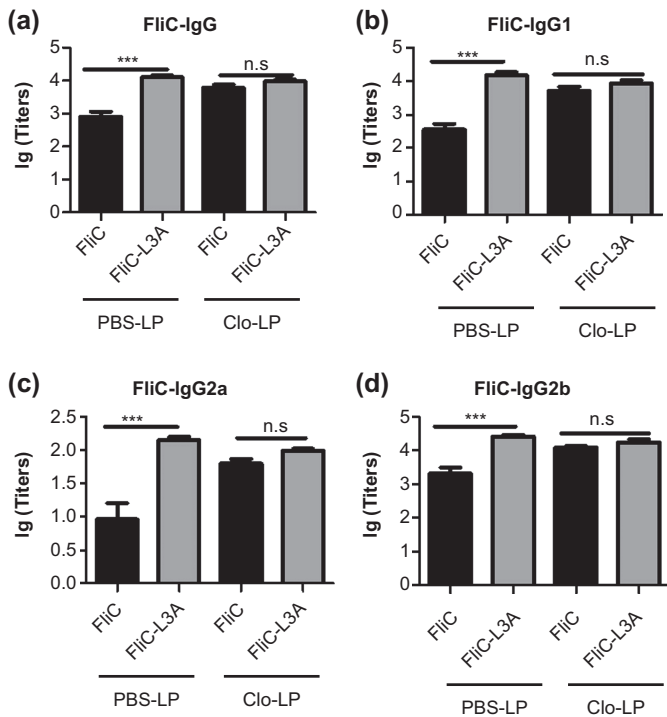 (a)
FliC-IgG
Ig (Titers)
5
4
3
2
1
0
***
n.s
FliC
FliC-L3A
FliC
FliC-L3A
PBS-LP
Clo-LP
(b)
FliC-IgG1
Ig (Titers)
5
4
3
2
1
0
***
n.s
FliC
FliC-L3A
FliC
FliC-L3A
PBS-LP
Clo-LP
(c)
FliC-IgG2a
Ig (Titers)
2.5
2.0
1.5
1.0
0.5
0.0
***
n.s
FliC
FliC-L3A
FliC
FliC-L3A
PBS-LP
Clo-LP
(d)
FliC-IgG2b
Ig (Titers)
5
4
3
2
1
0
***
n.s
FliC
FliC-L3A
FliC
FliC-L3A
PBS-LP
Clo-LP